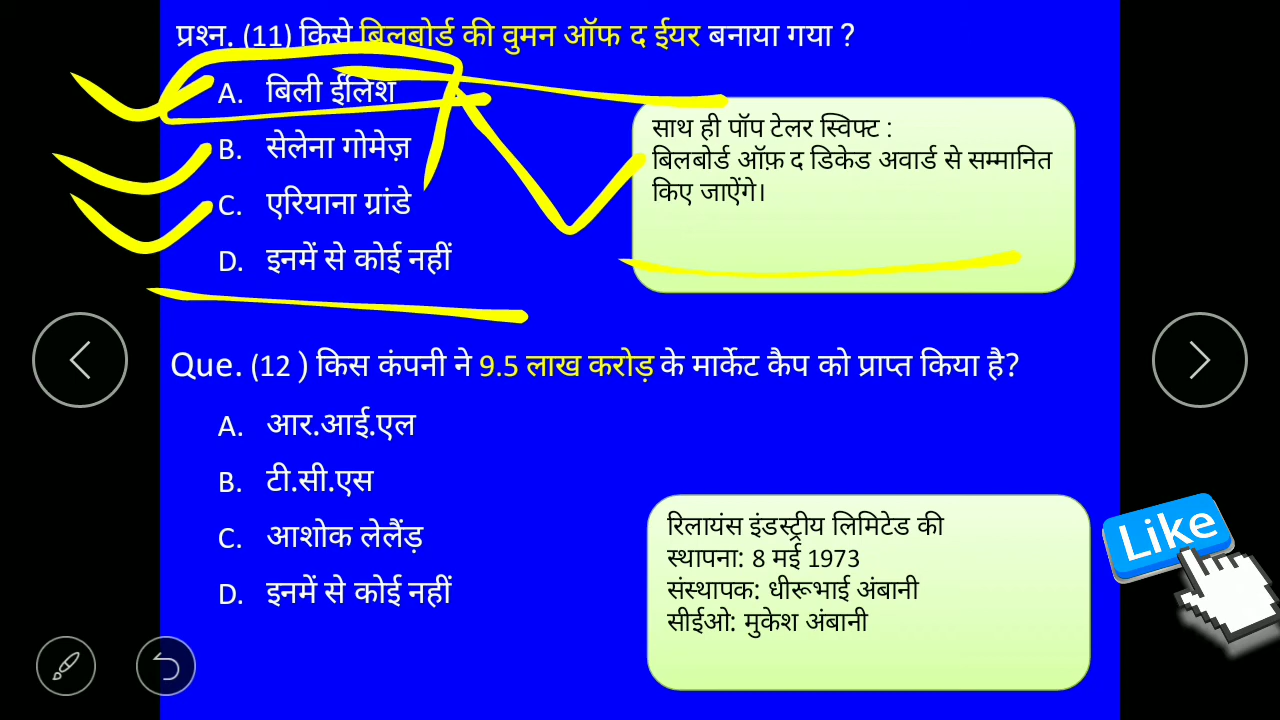 प्रश्न. (11) किसे बिलबोर्ड की वुमन ऑफ द ईयर बनाया गया ?
A. बिली ईलिश
B. सेलेना गोमेज़
C. एरियाना ग्रांडे
D. इनमें से कोई नहीं
साथ ही पॉप टेलर स्विफ्ट :
बिलबोर्ड ऑफ़ द डिकेड अवार्ड से सम्मानित
किए जाऐंगे।
Que. (12 ) किस कंपनी ने 9.5 लाख करोड़ के मार्केट कैप को प्राप्त किया है?
A. आर.आई.एल
B. टी.सी.एस
C. आशोक लेलैंड़
D. इनमें से कोई नहीं
रिलायंस इंडस्ट्रीय लिमिटेड की
स्थापना: 8 मई 1973
संस्थापक: धीरूभाई अंबानी
सीईओ: मुकेश अंबानी
Like